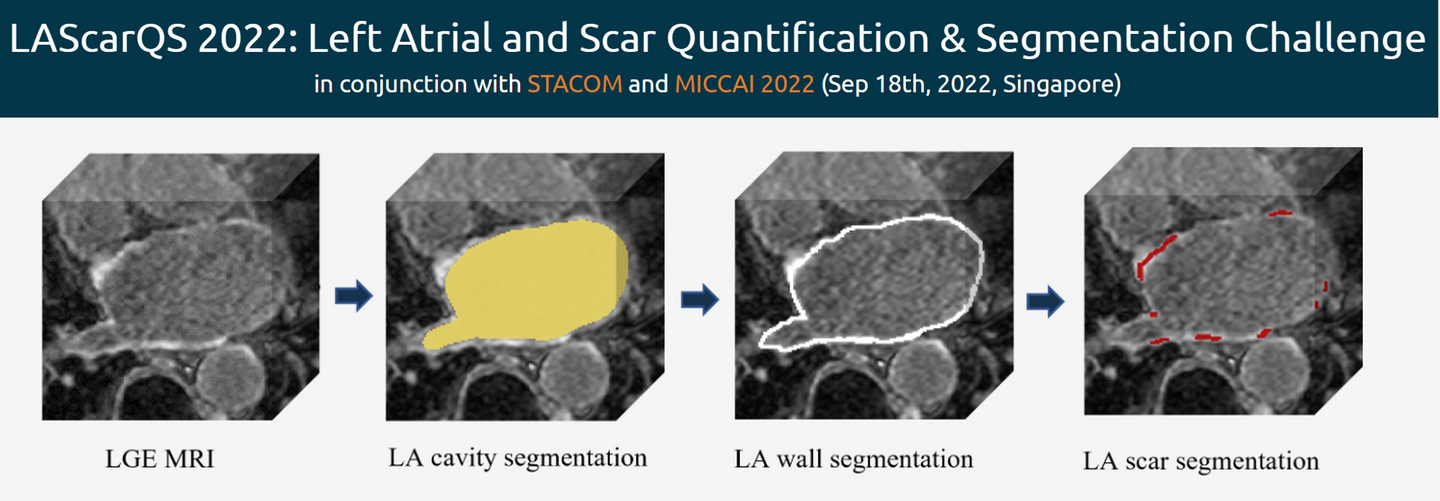 LAScarQS 2022: Left Atrial and Scar Quantification & Segmentation Challenge
in conjunction with STACOM and MICCAI 2022 (Sep 18th, 2022, Singapore)
LGE MRI
LA cavity segmentation
LA wall segmentation
LA scar segmentation